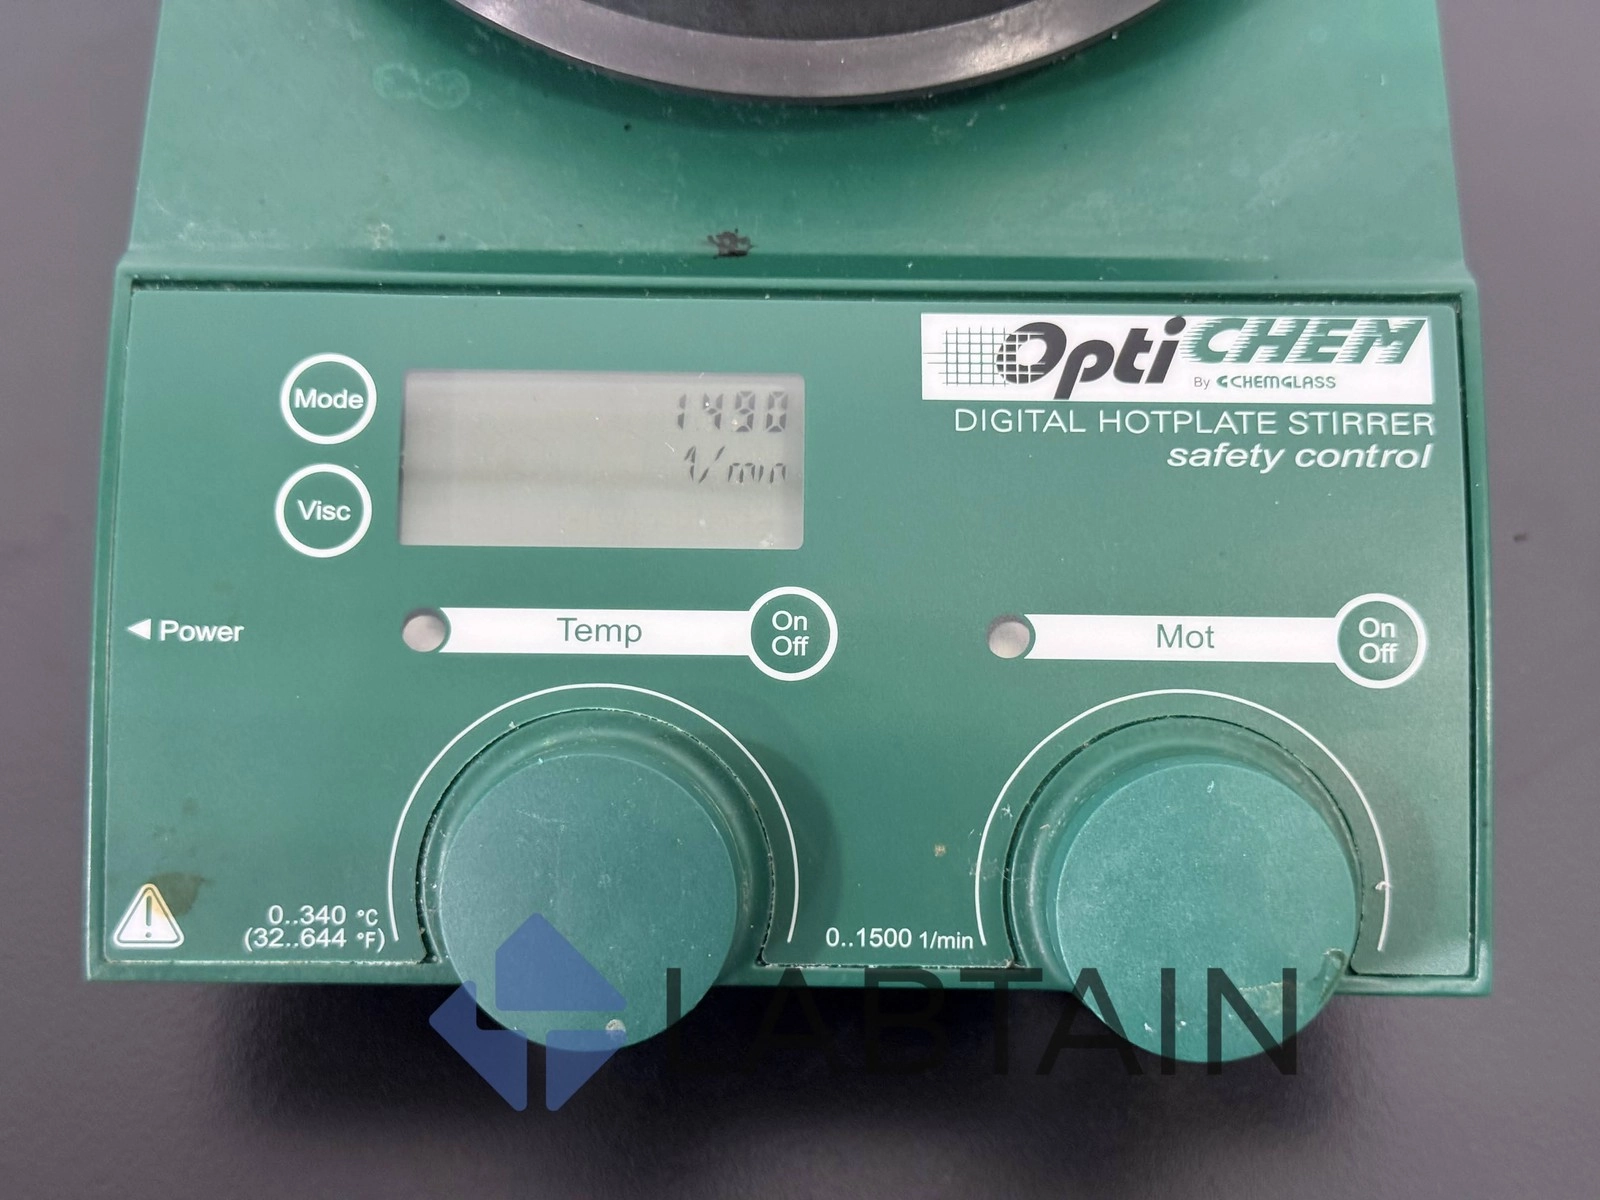 Mode
1490
1/min
Visc
OptiCHEM
By CHEMGLASS
DIGITAL HOTPLATE STIRRER
safety control
Power
Temp
On
Off
Mot
On
Off
0..340 °C
(32..644 °F)
0..1500 1/min
LABTAIN